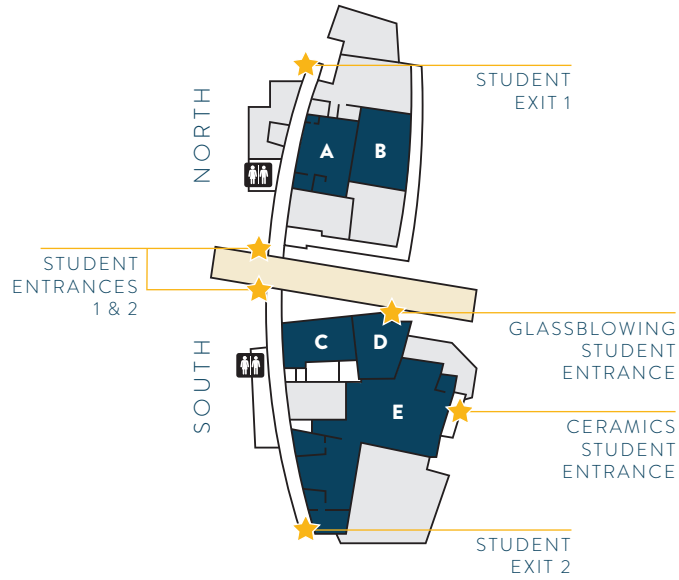 STUDENT
EXIT 1
NORTH
A
B
STUDENT
ENTRANCES
1 & 2
GLASSBLOWING
STUDENT
ENTRANCE
C
D
SOUTH
E
CERAMICS
STUDENT
ENTRANCE
STUDENT
EXIT 2